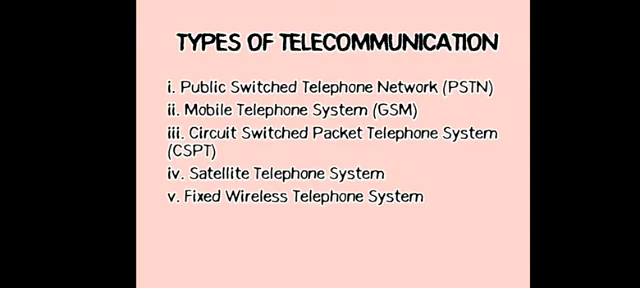 TYPES OF TELECOMMUNICATION
i. Public Switched Telephone Network (PSTN)
ii. Mobile Telephone System (GSM)
iii. Circuit Switched Packet Telephone System
(CSPT)
iv. Satellite Telephone System
v. Fixed Wireless Telephone System